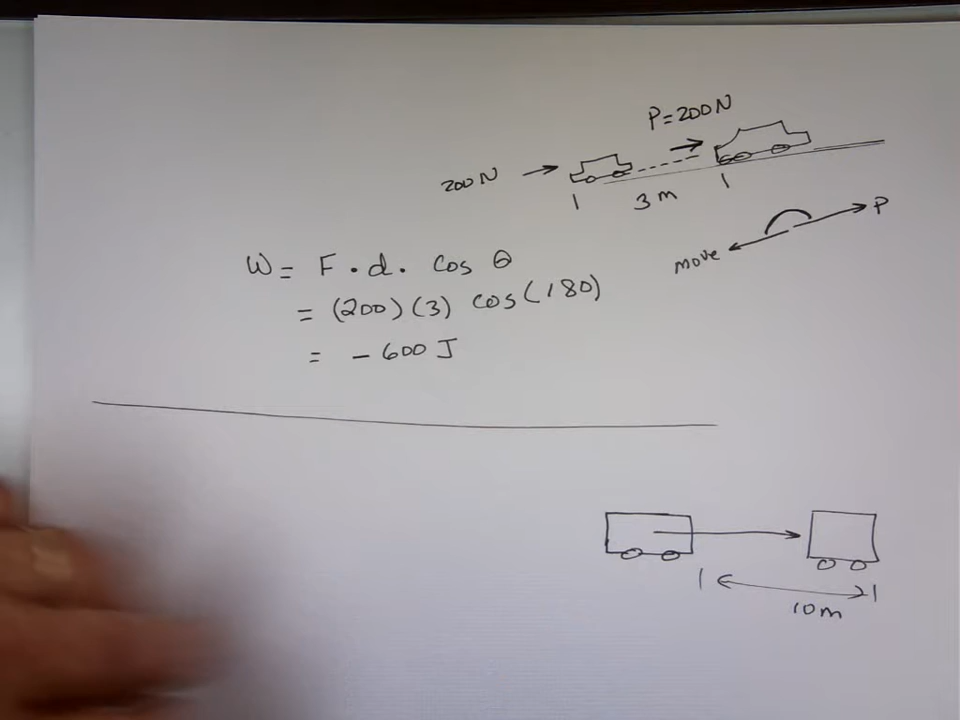 P=200N
200N
3m
P
move
W = F · d · cos θ
= (200)(3) cos(180)
= - 600 J
10m